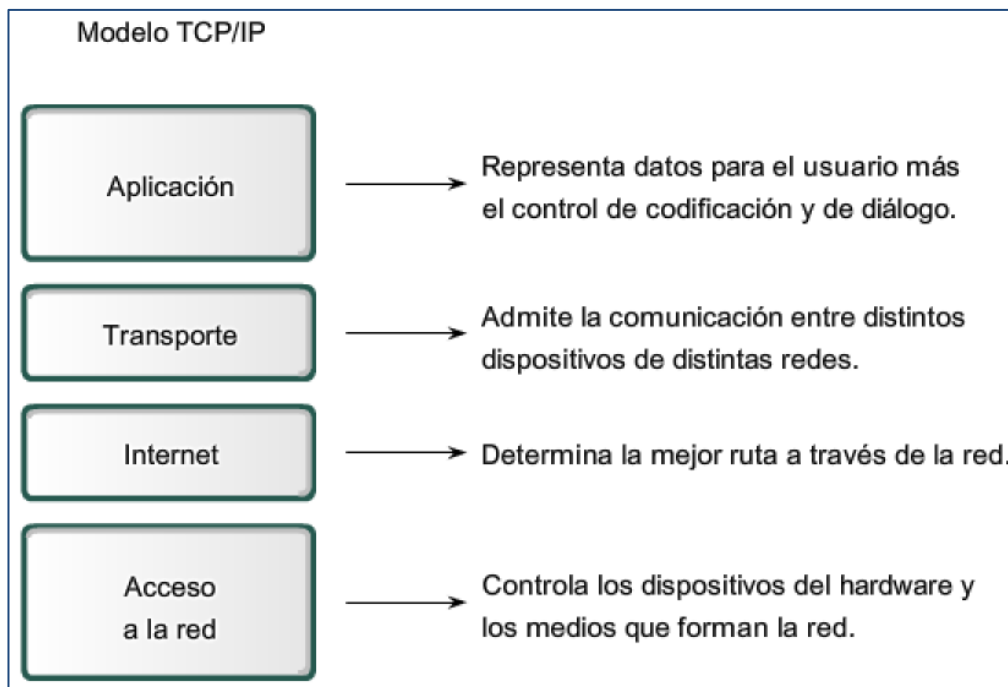 Modelo TCP/IP
Aplicación
Representa datos para el usuario más
el control de codificación y de diálogo.
Transporte
Admite la comunicación entre distintos
dispositivos de distintas redes.
Internet
Determina la mejor ruta a través de la red.
Acceso
a la red
Controla los dispositivos del hardware y
los medios que forman la red.